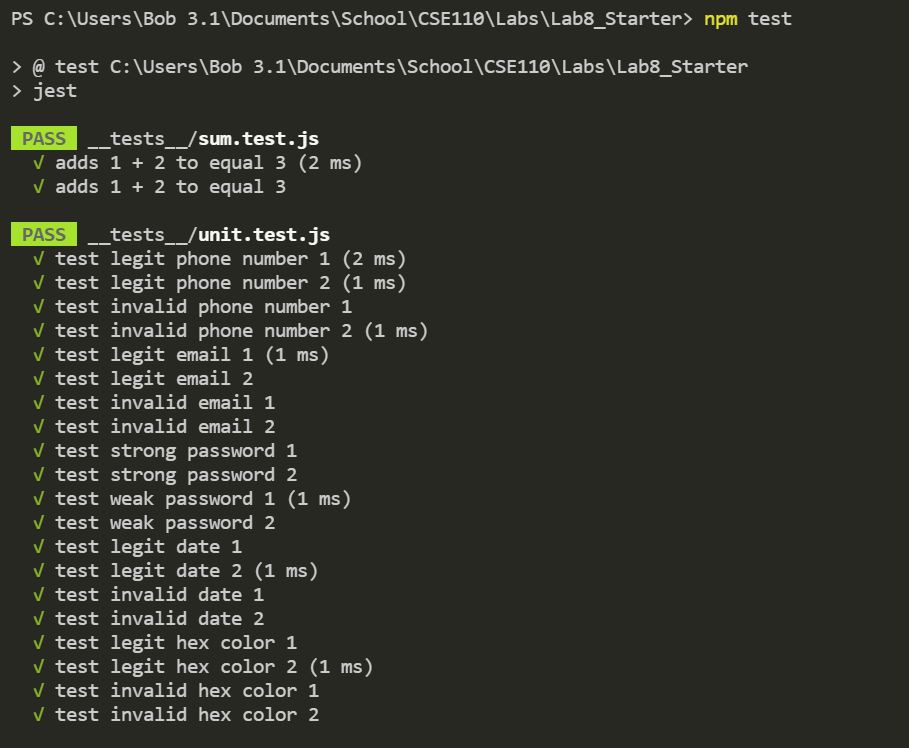 PS C:\Users\Bob 3.1\Documents\School\CSE110\Labs\Lab8_Starter> npm test
> @ test C:\Users\Bob 3.1\Documents\School\CSE110\Labs\Lab8_Starter
> jest
PASS __tests__/sum.test.js
√ adds 1 + 2 to equal 3 (2 ms)
√ adds 1 + 2 to equal 3
PASS __tests__/unit.test.js
√ test legit phone number 1 (2 ms)
√ test legit phone number 2 (1 ms)
√ test invalid phone number 1
√ test invalid phone number 2 (1 ms)
√ test legit email 1 (1 ms)
√ test legit email 2
√ test invalid email 1
√ test invalid email 2
√ test strong password 1
√ test strong password 2
√ test weak password 1 (1 ms)
√ test weak password 2
√ test legit date 1
√ test legit date 2 (1 ms)
√ test invalid date 1
√ test invalid date 2
√ test legit hex color 1
√ test legit hex color 2 (1 ms)
√ test invalid hex color 1
√ test invalid hex color 2